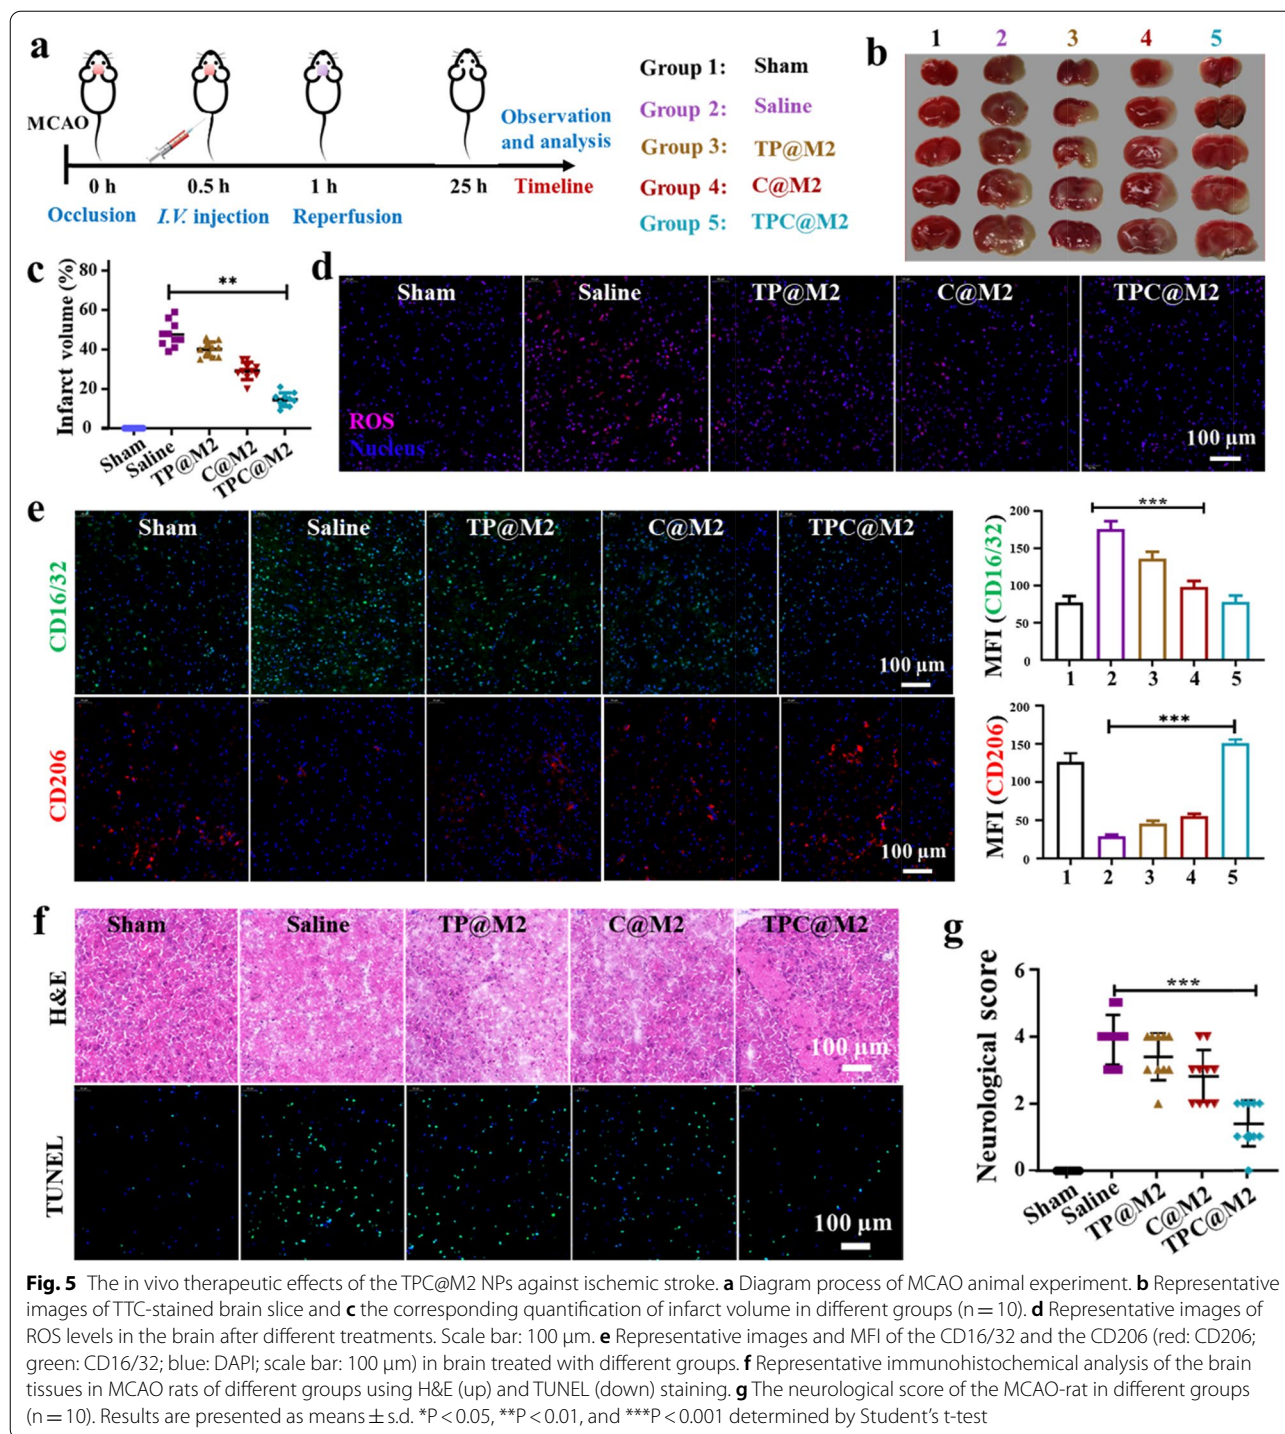 a
MCAO
0 h
0.5 h
1 h
25 h
Observation
and analysis
Timeline
Occlusion
I.V. injection
Reperfusion
Group 1: Sham
Group 2: Saline
Group 3: TP@M2
Group 4: C@M2
Group 5: TPC@M2
b
1 2 3 4 5
c
Infarct volume (%)
80
60
40
20
0
**
Sham
Saline
TP@M2
C@M2
TPC@M2
d
Sham Saline TP@M2 C@M2 TPC@M2
ROS
Nucleus
100 µm
e
Sham Saline TP@M2 C@M2 TPC@M2
CD16/32
100 µm
CD206
100 µm
MFI (CD16/32)
200
150
100
50
0
***
1 2 3 4 5
MFI (CD206)
200
150
100
50
0
***
1 2 3 4 5
f
Sham Saline TP@M2 C@M2 TPC@M2
H&E
100 µm
TUNEL
100 µm
g
Neurological score
6
4
2
0
***
Sham
Saline
TP@M2
C@M2
TPC@M2
Fig. 5 The in vivo therapeutic effects of the TPC@M2 NPs against ischemic stroke. a Diagram process of MCAO animal experiment. b Representative
images of TTC-stained brain slice and c the corresponding quantification of infarct volume in different groups (n = 10). d Representative images of
ROS levels in the brain after different treatments. Scale bar: 100 µm. e Representative images and MFI of the CD16/32 and the CD206 (red: CD206;
green: CD16/32; blue: DAPI; scale bar: 100 µm) in brain treated with different groups. f Representative immunohistochemical analysis of the brain
tissues in MCAO rats of different groups using H&E (up) and TUNEL (down) staining. g The neurological score of the MCAO-rat in different groups
(n = 10). Results are presented as means ± s.d. *P < 0.05, **P < 0.01, and ***P < 0.001 determined by Student's t-test